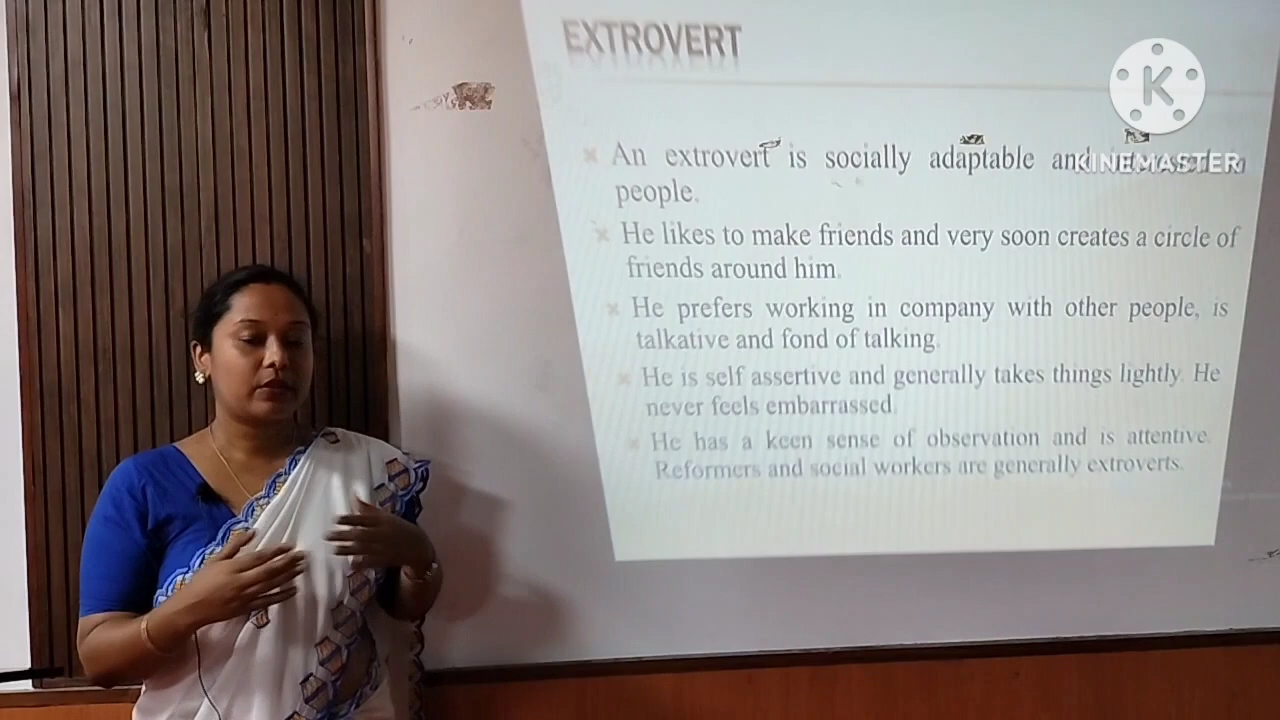 EXTROVERT
K
KINEMASTER
An extrovert is socially adaptable and
people.
He likes to make friends and very soon creates a circle of
friends around him.
He prefers working in company with other people, is
talkative and fond of talking.
He is self assertive and generally takes things lightly. He
never feels embarrassed.
He has a keen sense of observation and is attentive.
Reformers and social workers are generally extroverts.